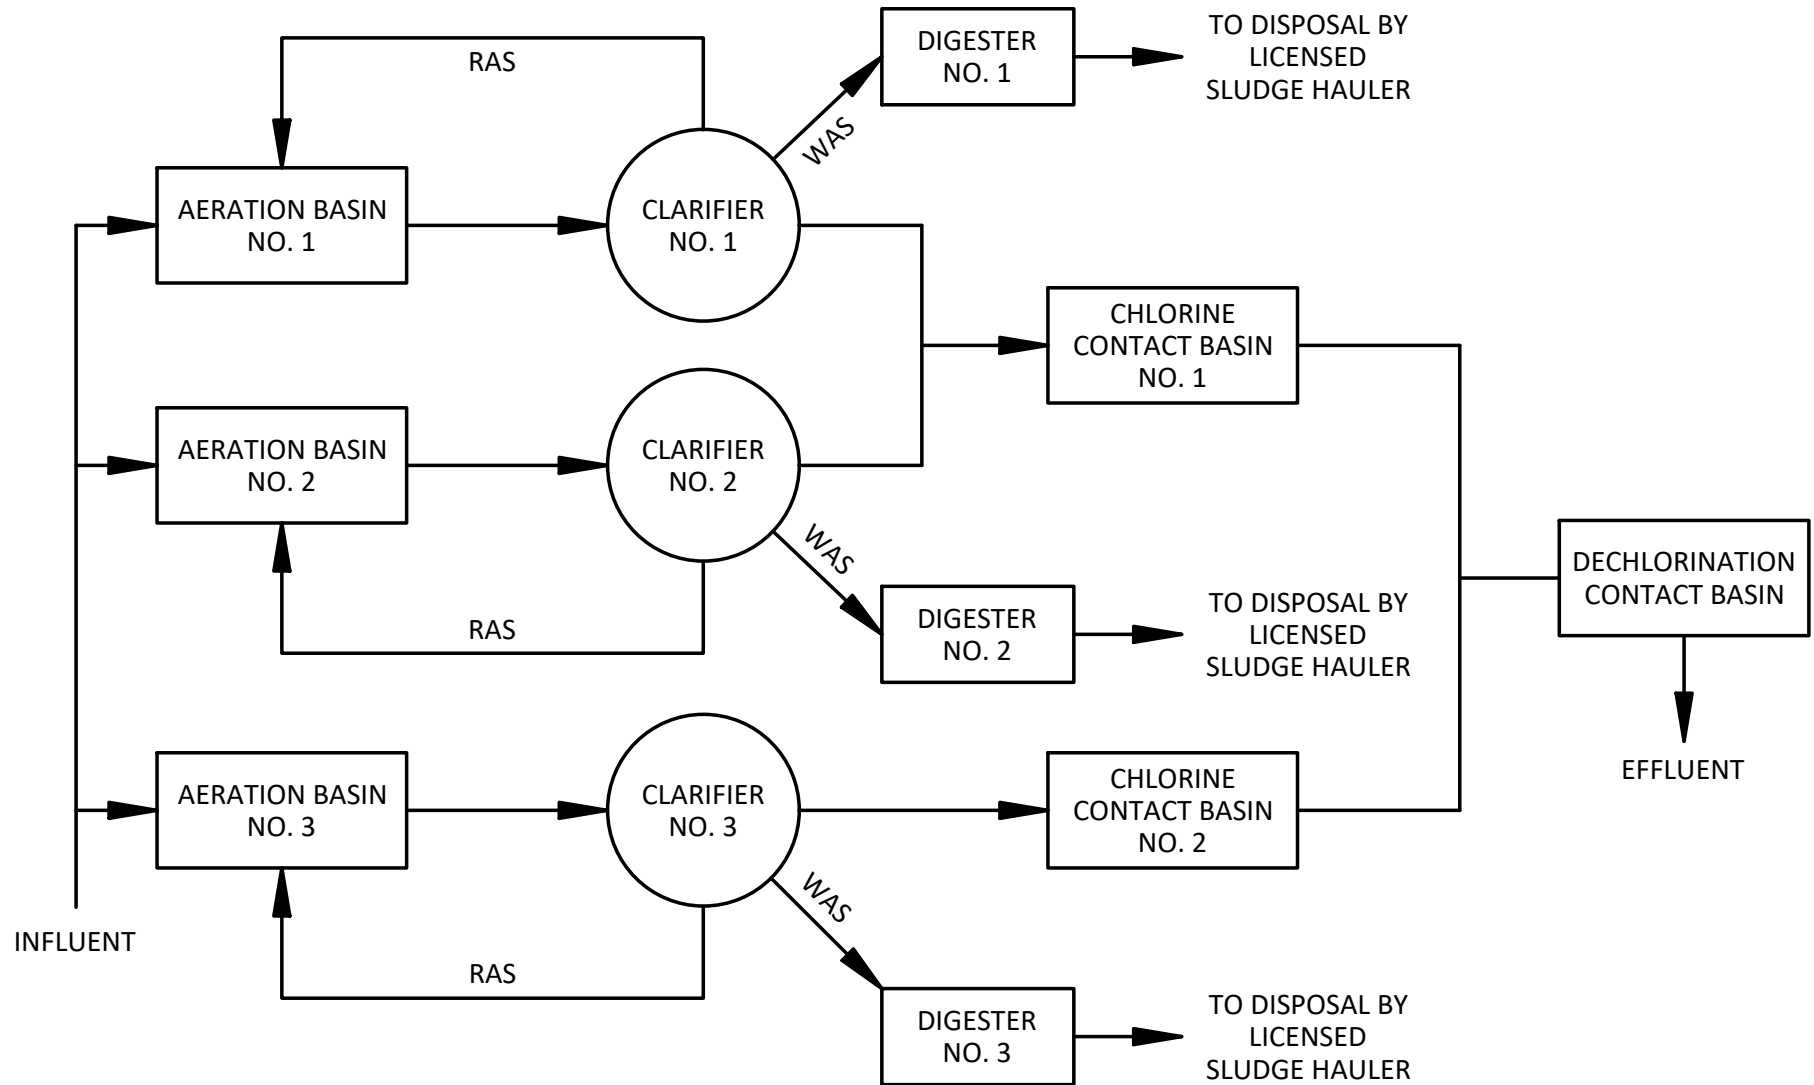 RAS
DIGESTER
NO. 1
TO DISPOSAL BY
LICENSED
SLUDGE HAULER
WAS
AERATION BASIN
NO. 1
CLARIFIER
NO. 1
CHLORINE
CONTACT BASIN
NO. 1
AERATION BASIN
NO. 2
CLARIFIER
NO. 2
WAS
RAS
DIGESTER
NO. 2
TO DISPOSAL BY
LICENSED
SLUDGE HAULER
DECHLORINATION
CONTACT BASIN
EFFLUENT
AERATION BASIN
NO. 3
CLARIFIER
NO. 3
CHLORINE
CONTACT BASIN
NO. 2
WAS
INFLUENT
RAS
DIGESTER
NO. 3
TO DISPOSAL BY
LICENSED
SLUDGE HAULER